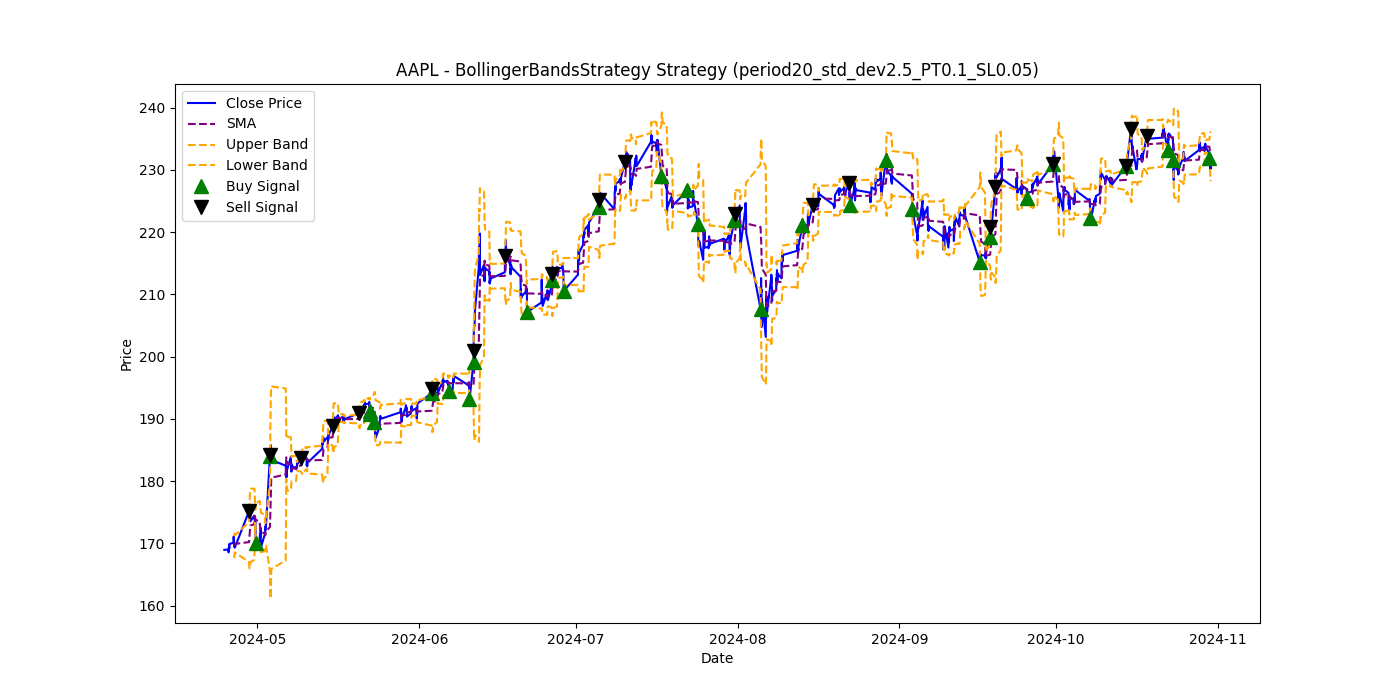 AAPL - BollingerBandsStrategy Strategy (period20_std_dev2.5_PT0.1_SL0.05)
Close Price
SMA
Upper Band
Lower Band
Buy Signal
Sell Signal
240
230
220
210
200
190
180
170
160
Price
2024-05
2024-06
2024-07
2024-08
2024-09
2024-10
2024-11
Date